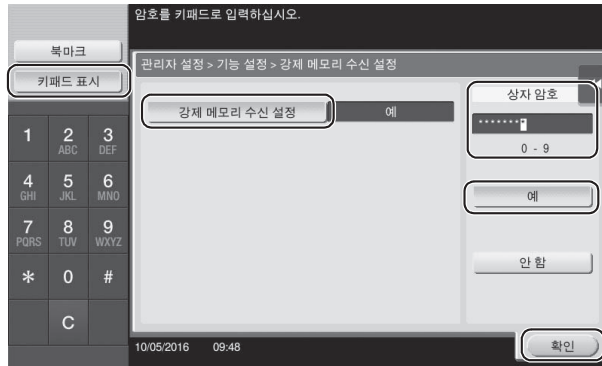 암호를 키패드로 입력하십시오.
북마크
키패드 표시
관리자 설정 > 기능 설정 > 강제 메모리 수신 설정
강제 메모리 수신 설정
예
상자 암호
*******
0 - 9
예
안 함
1
2 ABC
3 DEF
4 GHI
5 JKL
6 MNO
7 PQRS
8 TUV
9 WXYZ
*
0
#
C
10/05/2016 09:48
확인